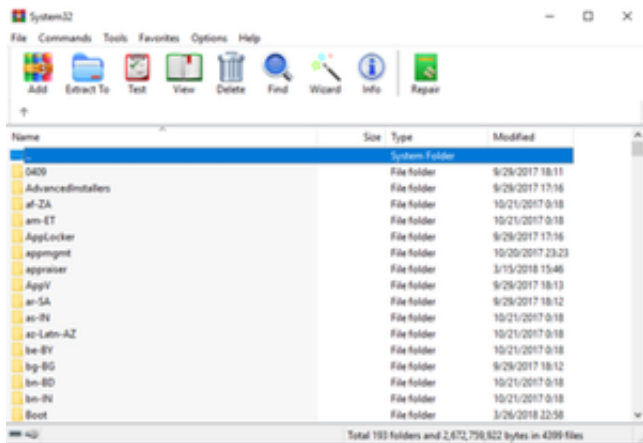 System32
File Commands Tools Favorites Options Help
Add Extract To Test View Delete Find Wizard Info Repair
Name Size Type Modified
.. System Folder
0409 File folder 9/29/2017 18:11
AdvancedInstallers File folder 9/29/2017 17:16
af-ZA File folder 10/21/2017 0:18
am-ET File folder 10/21/2017 0:18
AppLocker File folder 9/29/2017 17:16
appmgmt File folder 10/20/2017 23:23
appraiser File folder 3/15/2018 15:46
AppV File folder 9/29/2017 18:13
ar-SA File folder 9/29/2017 18:12
as-IN File folder 10/21/2017 0:18
az-Latn-AZ File folder 10/21/2017 0:18
be-BY File folder 10/21/2017 0:18
bg-BG File folder 9/29/2017 18:12
bn-BD File folder 10/21/2017 0:18
bn-IN File folder 10/21/2017 0:18
Boot File folder 3/26/2018 22:58
Total 193 folders and 2,672,759,922 bytes in 4399 files